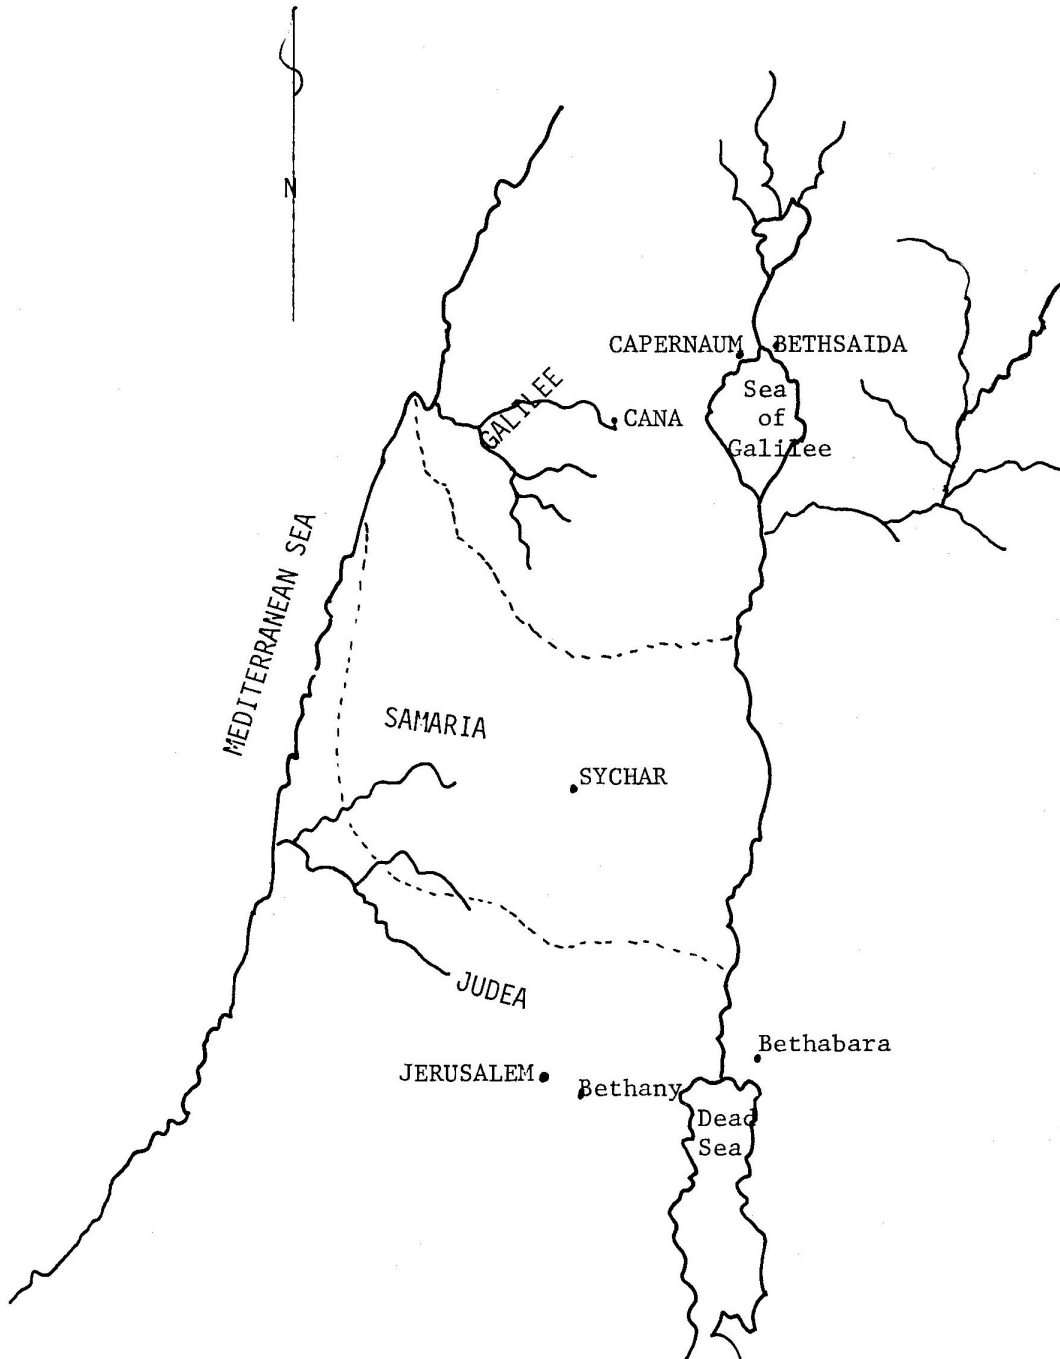 N
CAPERNAUM
BETHSAIDA
Sea
of
Galilee
GALILEE
CANA
MEDITERRANEAN SEA
SAMARIA
SYCHAR
JUDEA
Bethabara
JERUSALEM
Bethany
Dead
Sea